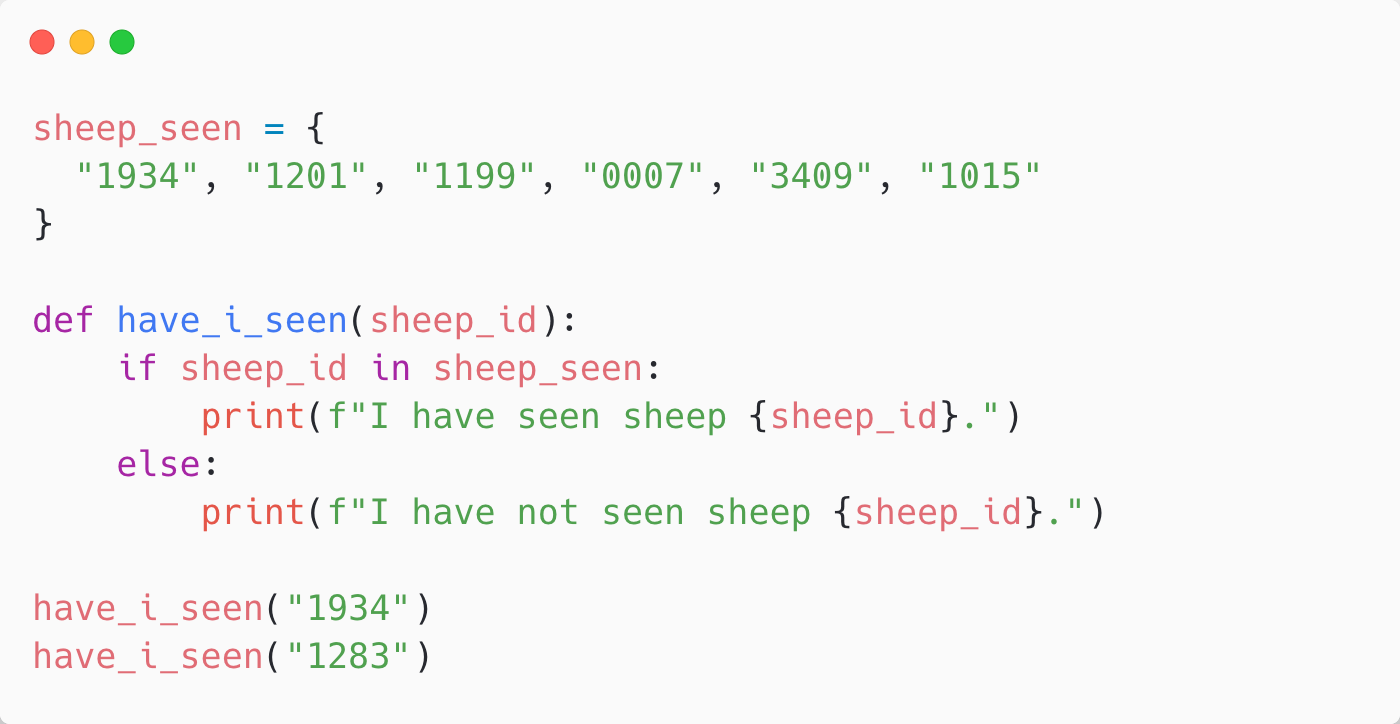 sheep_seen = {
  "1934", "1201", "1199", "0007", "3409", "1015"
}

def have_i_seen(sheep_id):
    if sheep_id in sheep_seen:
        print(f"I have seen sheep {sheep_id}.")
    else:
        print(f"I have not seen sheep {sheep_id}.")

have_i_seen("1934")
have_i_seen("1283")